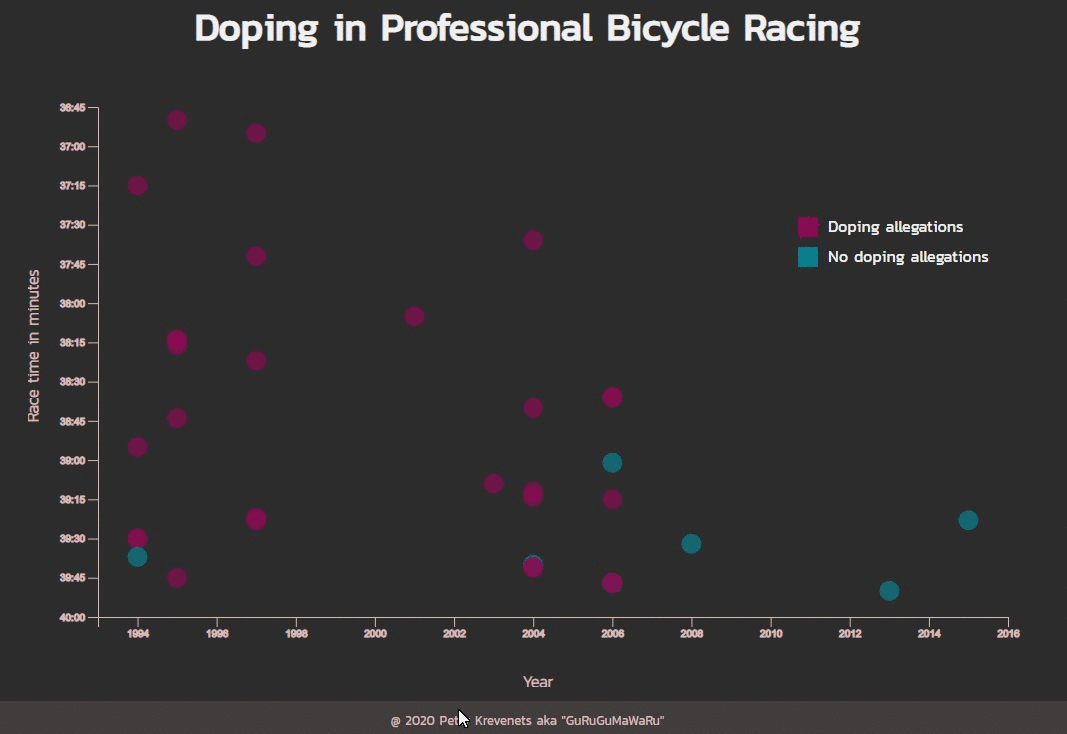 Doping in Professional Bicycle Racing
36:45
37:00
37:15
37:30
37:45
38:00
38:15
38:30
38:45
39:00
39:15
39:30
39:45
40:00
Race time in minutes
Doping allegations
No doping allegations
1994 1996 1998 2000 2002 2004 2006 2008 2010 2012 2014 2016
Year
@ 2020 Krevenets aka "GuRuGuMaWaRu"